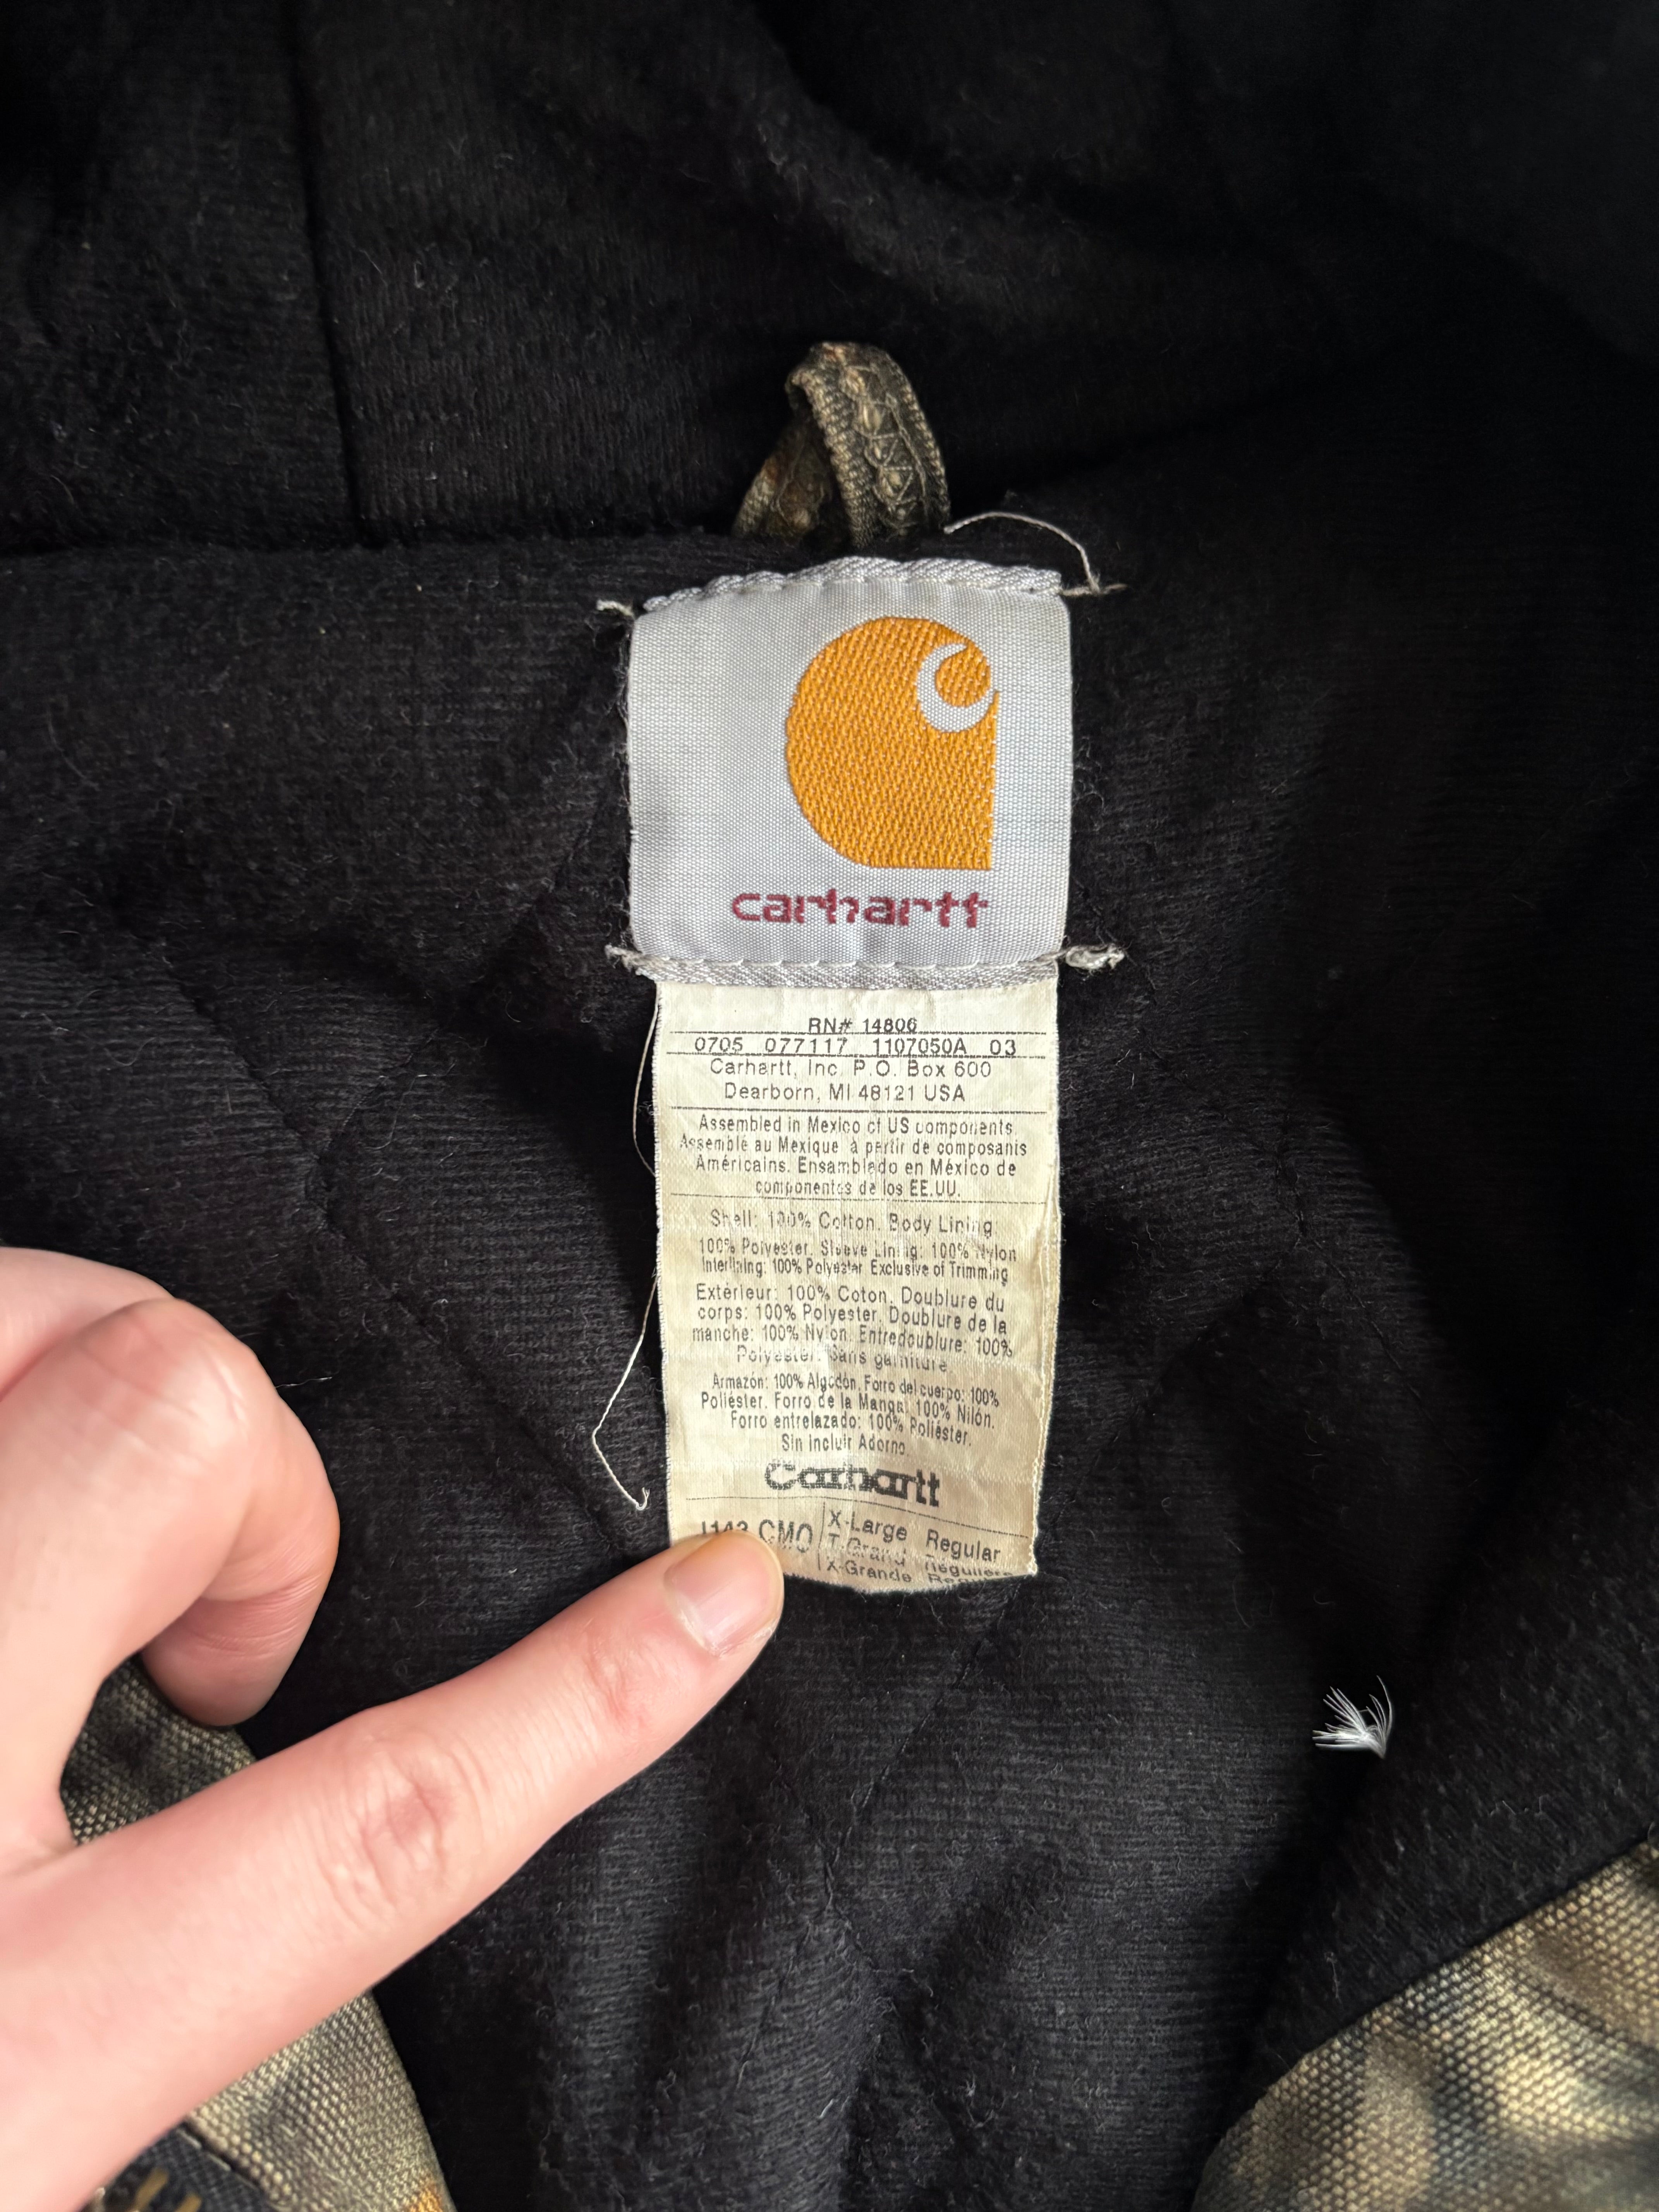 carhartt
RN# 14806
0705 077117 1107050A 03
Carhartt, Inc. P.O. Box 600
Dearborn, MI 48121 USA
Assembled in Mexico of US components.
Assemblé au Mexique à partir de composants
Américains. Ensamblado en México de
componentes de los EE.UU.
Shell: 100% Cotton. Body Lining:
100% Polyester. Sleeve Lining: 100% Nylon
Interlining: 100% Polyester Exclusive of Trimming
Extérieur: 100% Coton. Doublure du
corps: 100% Polyester. Doublure de la
manche: 100% Nylon. Entredoublure: 100%
Polyester. Sans garniture.
Armazón: 100% Algodón. Forro del cuerpo: 100%
Poliéster. Forro de la Manga: 100% Nilón.
Forro entrelazado: 100% Poliéster.
Sin incluir Adorno.
Carhartt
CMO X-Large Regular
T-Grand Régulière
X-Grande